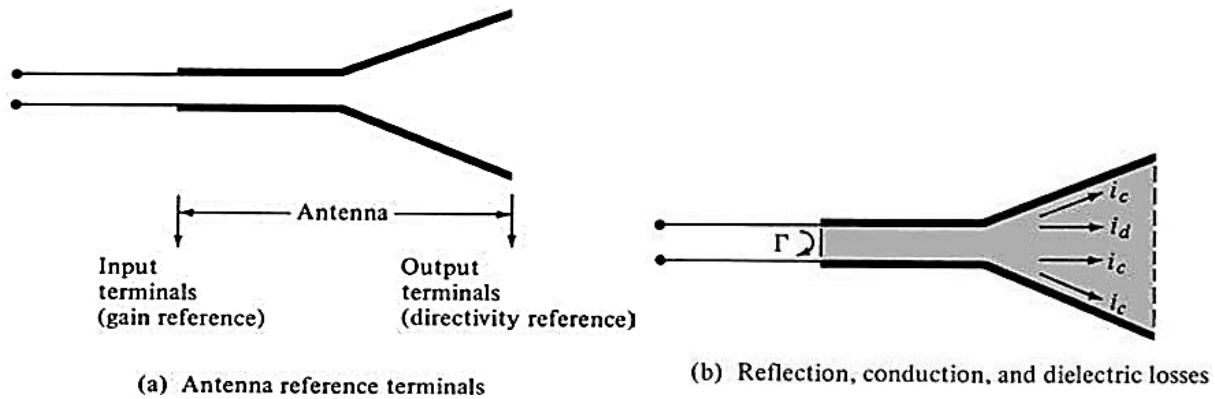 Antenna
Input
terminals
(gain reference)
Output
terminals
(directivity reference)
(a) Antenna reference terminals
Γ
i_c
i_d
i_c
i_c
(b) Reflection, conduction, and dielectric losses